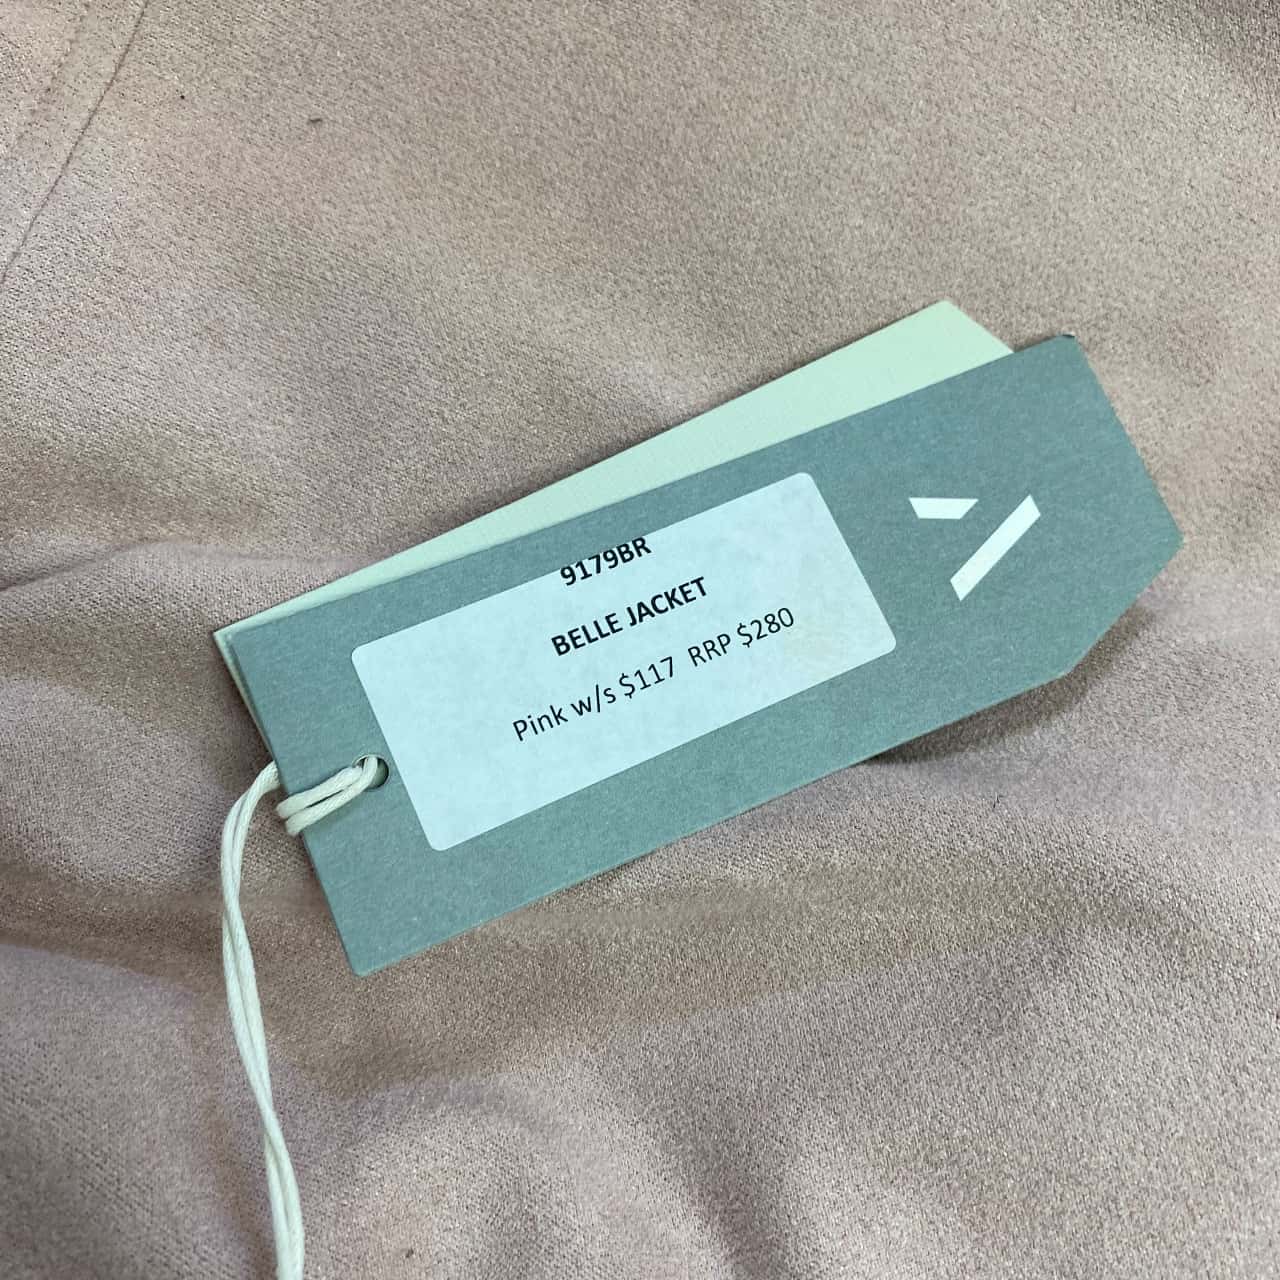 9179BR
BELLE JACKET
Pink w/s $117 RRP $280